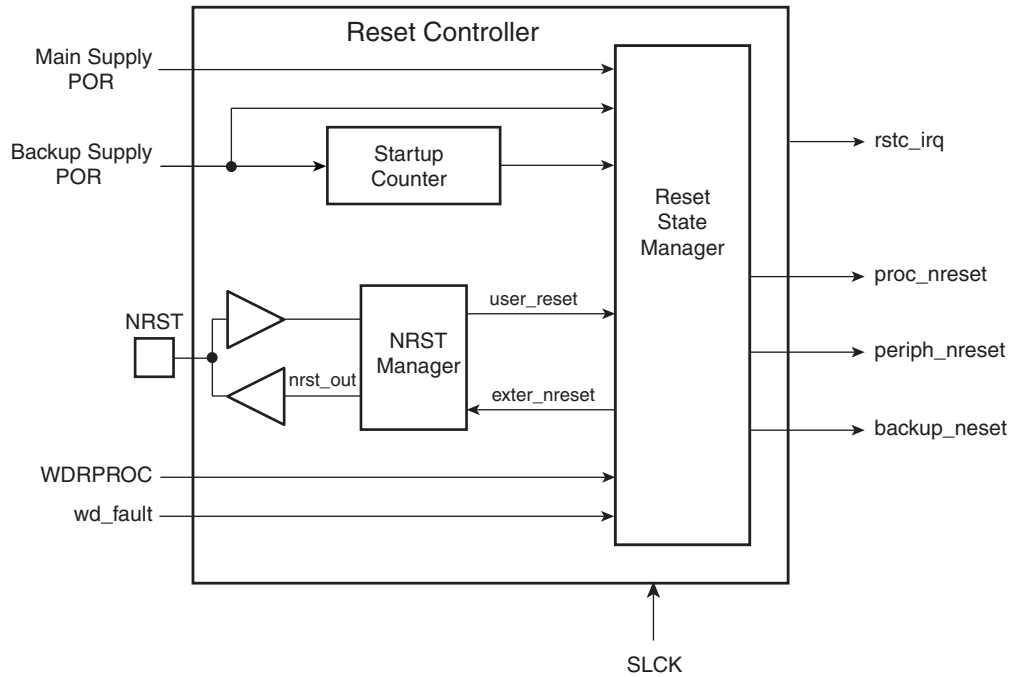 Reset Controller
Main Supply
POR
Backup Supply
POR
Startup
Counter
rstc_irq
Reset
State
Manager
proc_nreset
user_reset
NRST
NRST
Manager
periph_nreset
nrst_out
exter_nreset
backup_neset
WDRPROC
wd_fault
SLCK